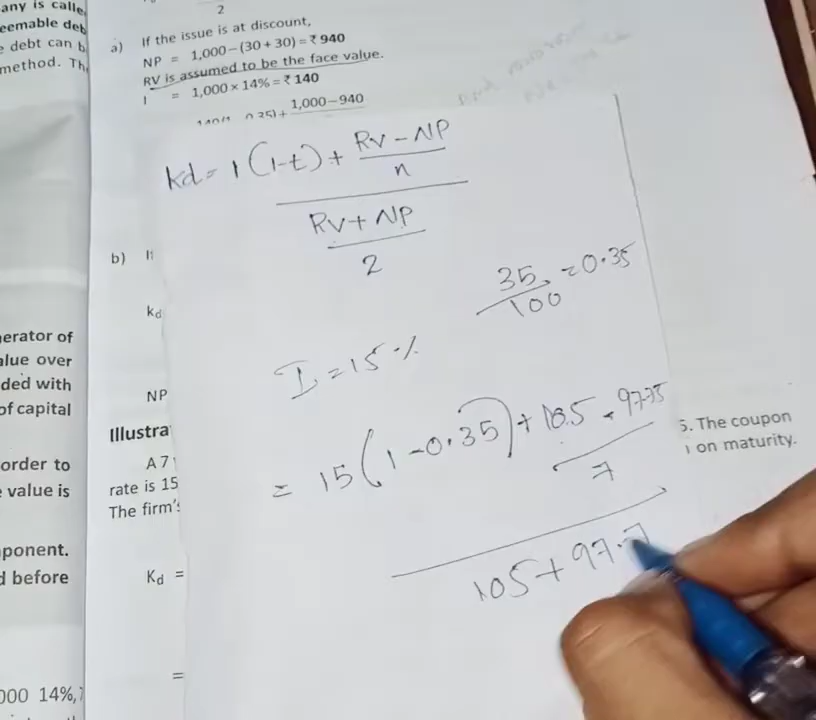 any is calle
eemable deb
e debt can b
method. Th
2
a) If the issue is at discount,
NP = 1,000 – (30 + 30) = ₹ 940
RV is assumed to be the face value.
I = 1,000 × 14% = ₹ 140
1,000 – 940
Kd = I (1-t) + RV - NP
n
RV + NP
2
b) If
35
100 = 0.35
kd
I = 15 %
NP
Illustra
A 7
rate is 15
The firm's
5. The coupon
on maturity.
= 15 (1 - 0.35) + 105 - 97.75
7
105 + 97.7
Kd =
=
nerator of
alue over
ded with
of capital
order to
e value is
ponent.
d before
000 14%,